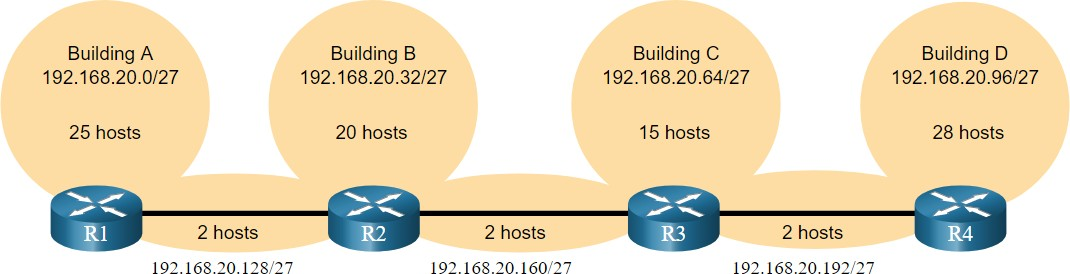 Building A
192.168.20.0/27
25 hosts
Building B
192.168.20.32/27
20 hosts
Building C
192.168.20.64/27
15 hosts
Building D
192.168.20.96/27
28 hosts
R1
2 hosts
R2
2 hosts
R3
2 hosts
R4
192.168.20.128/27
192.168.20.160/27
192.168.20.192/27